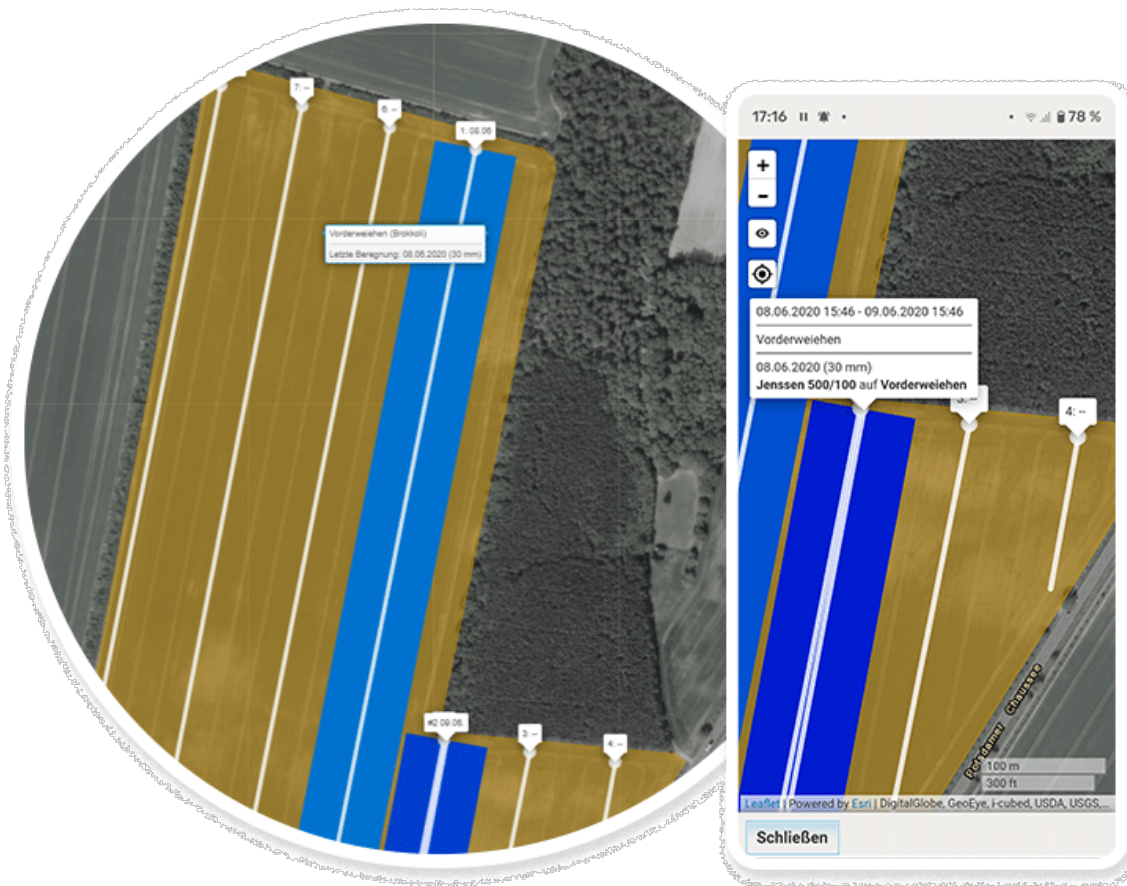 7: --
6: --
1: 08.06
Vorderweiehen (Brokkoli)
Letzte Beregnung: 08.06.2020 (30 mm)
#2 09.06
3: --
4: --
17:16
78 %
+
-
08.06.2020 15:46 - 09.06.2020 15:46
Vorderweiehen
08.06.2020 (30 mm)
Jenssen 500/100 auf Vorderweiehen
3: --
4: --
Potsdamer Chaussee
100 m
300 ft
Leaflet | Powered by Esri | DigitalGlobe, GeoEye, i-cubed, USDA, USGS,...
Schließen